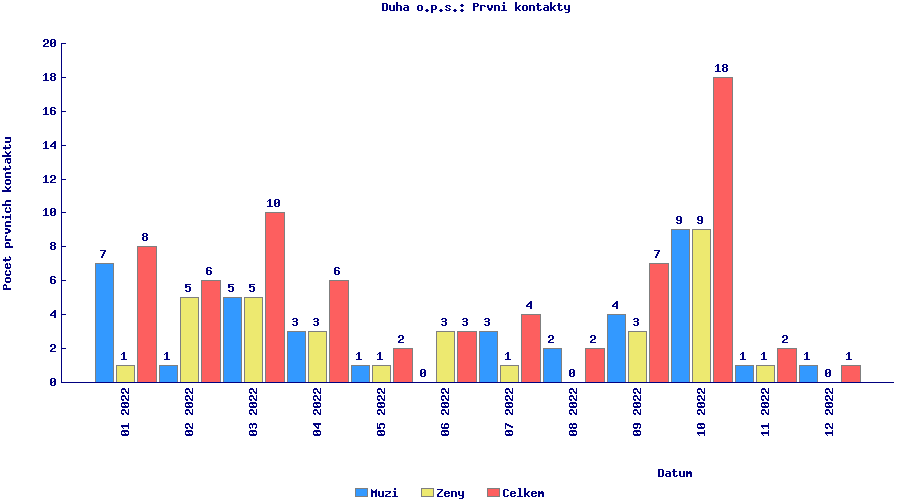 Duha o.p.s.: Prvni kontakty
Pocet prvnich kontaktu
20
18
16
14
12
10
8
6
4
2
0
7 1 8
1 5 6
5 5 10
3 3 6
1 1 2
0 3 3
3 1 4
2 0 2
4 3 7
9 9 18
1 1 2
1 0 1
01 2022
02 2022
03 2022
04 2022
05 2022
06 2022
07 2022
08 2022
09 2022
10 2022
11 2022
12 2022
Datum
Muzi Zeny Celkem